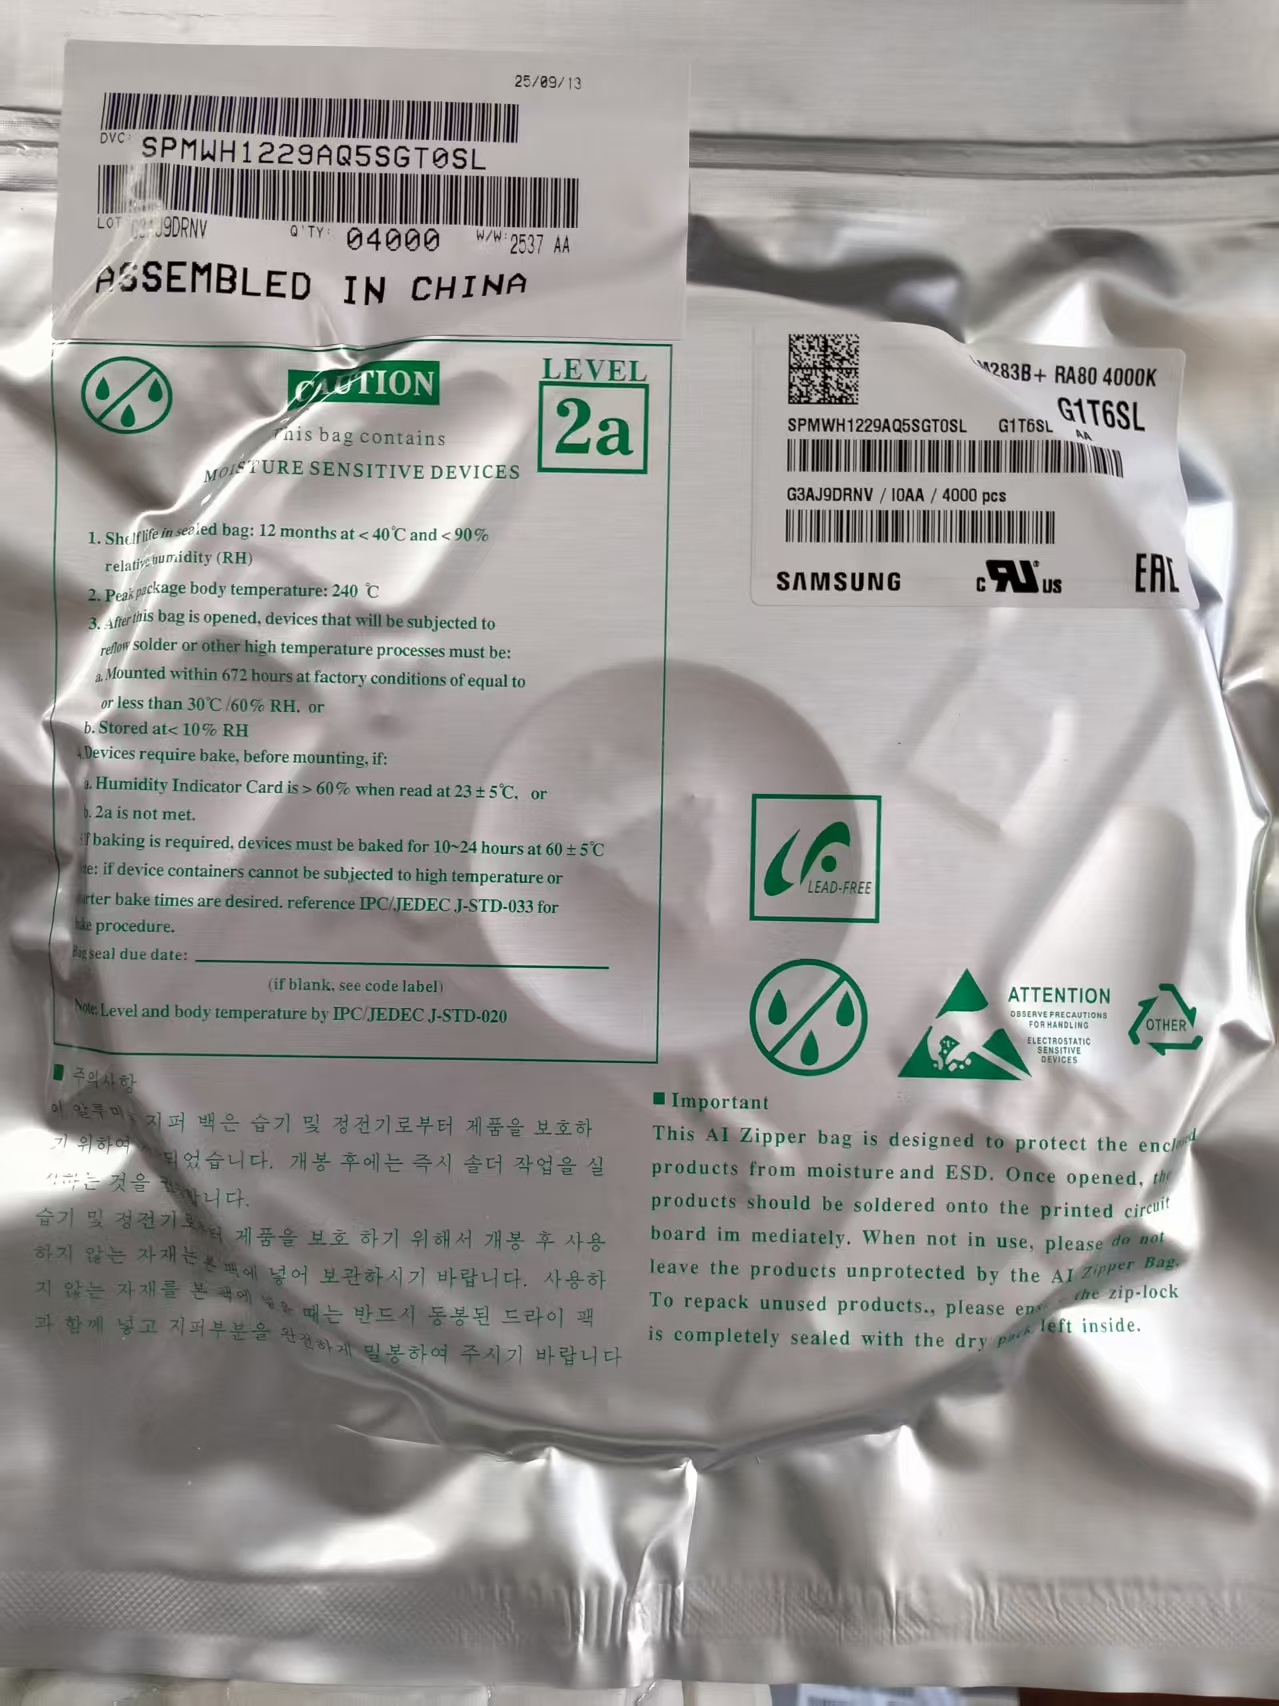 25/09/13
DVC: SPMWH1229AQ5SGT0SL
LOT G3AJ9DRNV Q'TY: 04000 W/W: 2537 AA
ASSEMBLED IN CHINA
CAUTION
This bag contains
MOISTURE SENSITIVE DEVICES
LEVEL
2a
1. Shelf life in sealed bag: 12 months at < 40℃ and < 90%
relative humidity (RH)
2. Peak package body temperature: 240 ℃
3. After this bag is opened, devices that will be subjected to
reflow solder or other high temperature processes must be:
a. Mounted within 672 hours at factory conditions of equal to
or less than 30℃ /60% RH, or
b. Stored at< 10% RH
Devices require bake, before mounting, if:
a. Humidity Indicator Card is > 60% when read at 23 ± 5℃, or
b. 2a is not met.
If baking is required, devices must be baked for 10~24 hours at 60 ± 5℃
if device containers cannot be subjected to high temperature or
bake times are desired. reference IPC/JEDEC J-STD-033 for
procedure.
Bag seal due date:
(if blank, see code label)
Note: Level and body temperature by IPC/JEDEC J-STD-020
283B+ RA80 4000K
G1T6SL
SPMWH1229AQ5SGT0SL G1T6SL AA
G3AJ9DRNV / I0AA / 4000 pcs
SAMSUNG c RU US EAC
LEAD-FREE
ATTENTION
OBSERVE PRECAUTIONS
FOR HANDLING
ELECTROSTATIC
SENSITIVE
DEVICES
OTHER
■ 주의사항
이 지퍼 백은 습기 및 정전기로부터 제품을 보호하
기 위하여 되었습니다. 개봉 후에는 즉시 솔더 작업을 실
는 것을
습기 및 정전기로부터 제품을 보호 하기 위해서 개봉 후 사용
하지 않는 자재는 본 팩에 넣어 보관하시기 바랍니다. 사용하
지 않는 자재를 본 팩에 넣을 때는 반드시 동봉된 드라이 팩
과 함께 넣고 지퍼부분을 완전하게 밀봉하여 주시기 바랍니다
■ Important
This AI Zipper bag is designed to protect the enclosed
products from moisture and ESD. Once opened, the
products should be soldered onto the printed circuit
board im mediately. When not in use, please do not
leave the products unprotected by the AI Zipper Bag.
To repack unused products., please the zip-lock
is completely sealed with the dry pack left inside.